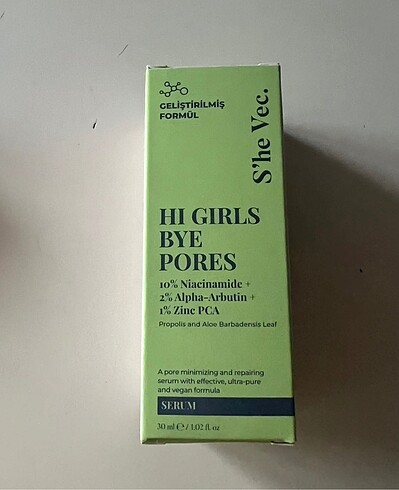 GELİŞTİRİLMİŞ
FORMÜL
S'he Vec.
HI GIRLS
BYE
PORES
10% Niacinamide +
2% Alpha-Arbutin +
1% Zinc PCA
Propolis and Aloe Barbadensis Leaf
A pore minimizing and repairing
serum with effective, ultra-pure
and vegan formula
SERUM
30 ml ℮ / 1.02 fl. oz